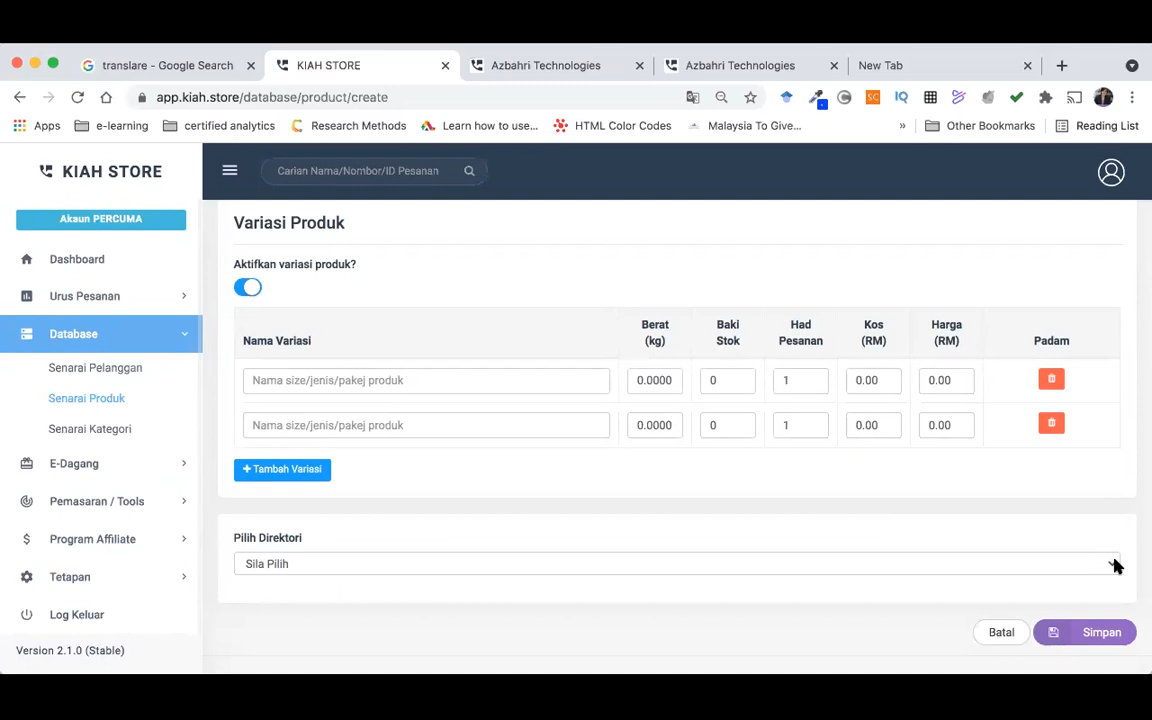 translare - Google Search
KIAH STORE
Azbahri Technologies
Azbahri Technologies
New Tab
app.kiah.store/database/product/create
Apps
e-learning
certified analytics
Research Methods
Learn how to use...
HTML Color Codes
Malaysia To Give...
»
Other Bookmarks
Reading List
KIAH STORE
Carian Nama/Nombor/ID Pesanan
Akaun PERCUMA
Dashboard
Urus Pesanan
Database
Senarai Pelanggan
Senarai Produk
Senarai Kategori
E-Dagang
Pemasaran / Tools
Program Affiliate
Tetapan
Log Keluar
Version 2.1.0 (Stable)
Variasi Produk
Aktifkan variasi produk?
Nama Variasi
Berat (kg)
Baki Stok
Had Pesanan
Kos (RM)
Harga (RM)
Padam
Nama size/jenis/pakej produk 0.0000 0 1 0.00 0.00
Nama size/jenis/pakej produk 0.0000 0 1 0.00 0.00
+ Tambah Variasi
Pilih Direktori
Sila Pilih
Batal
Simpan